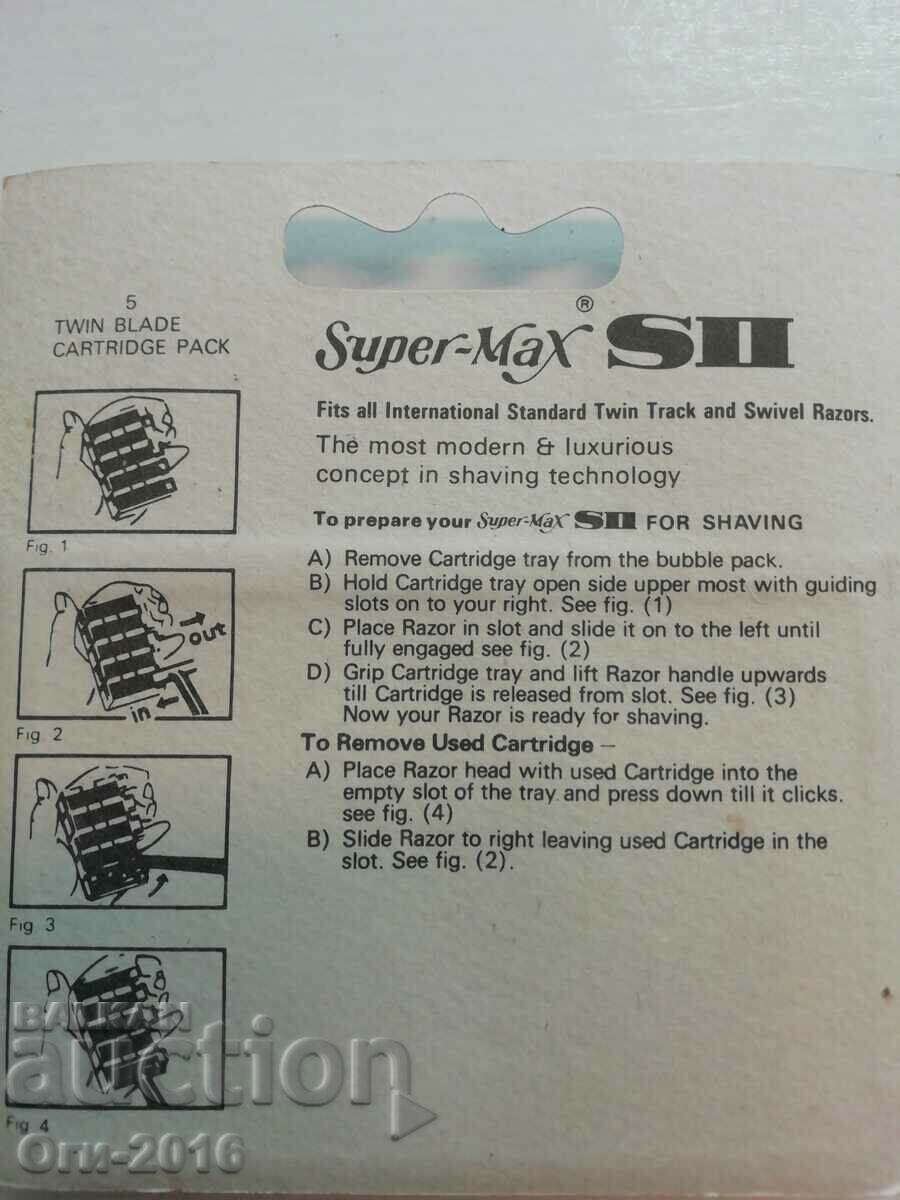 5
TWIN BLADE
CARTRIDGE PACK
Super-Max ® SII
Fits all International Standard Twin Track and Swivel Razors.
The most modern & luxurious
concept in shaving technology
To prepare your Super-Max SII FOR SHAVING
A) Remove Cartridge tray from the bubble pack.
B) Hold Cartridge tray open side upper most with guiding
slots on to your right. See fig. (1)
C) Place Razor in slot and slide it on to the left until
fully engaged see fig. (2)
D) Grip Cartridge tray and lift Razor handle upwards
till Cartridge is released from slot. See fig. (3)
Now your Razor is ready for shaving.
To Remove Used Cartridge –
A) Place Razor head with used Cartridge into the
empty slot of the tray and press down till it clicks.
see fig. (4)
B) Slide Razor to right leaving used Cartridge in the
slot. See fig. (2).
Fig. 1
out
in
Fig 2
Fig 3
Fig 4
BALKAN
auction
Оги-2016